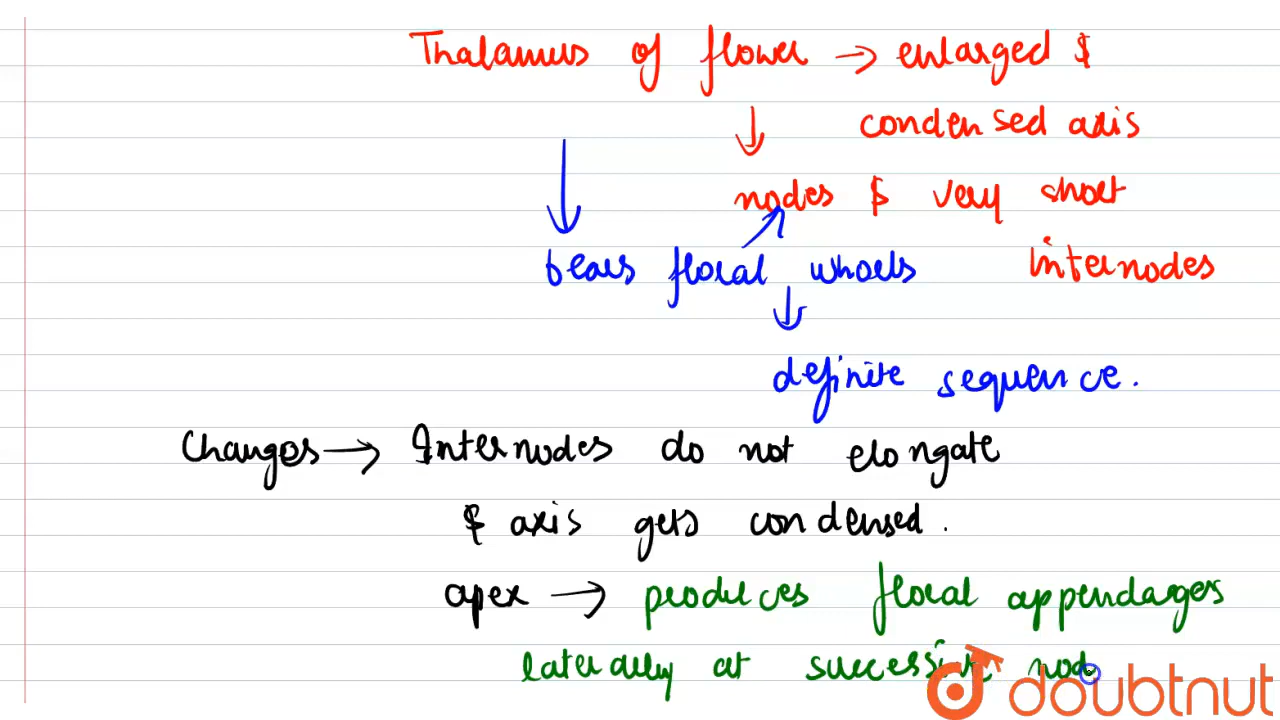 Thalamus of flower → enlarged &
condensed axis
nodes & very short
bears floral whorls internodes
definite sequence.
Changes → Internodes do not elongate
& axis gets condensed.
apex → produces floral appendages
laterally at successive nod
doubtnut